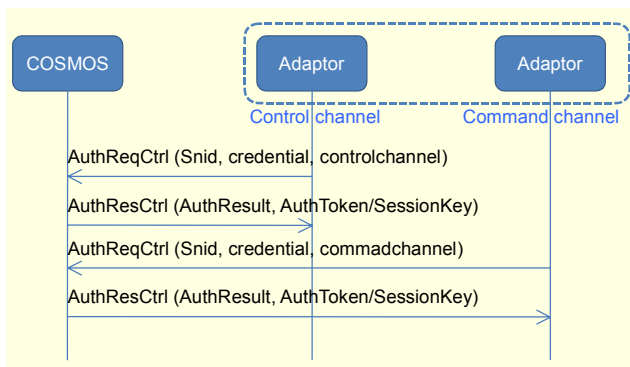 COSMOS
Adaptor
Adaptor
Control channel
Command channel
AuthReqCtrl (Snid, credential, controlchannel)
AuthResCtrl (AuthResult, AuthToken/SessionKey)
AuthReqCtrl (Snid, credential, commadchannel)
AuthResCtrl (AuthResult, AuthToken/SessionKey)